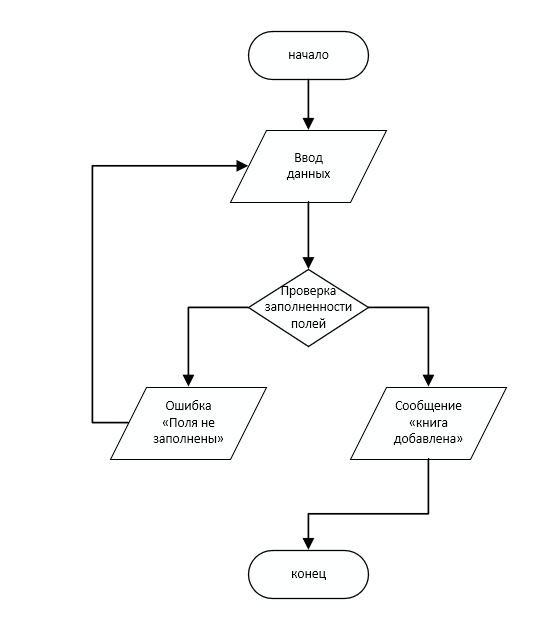 начало
Ввод
данных
Проверка
заполненности
полей
Ошибка
«Поля не
заполнены»
Сообщение
«книга
добавлена»
конец